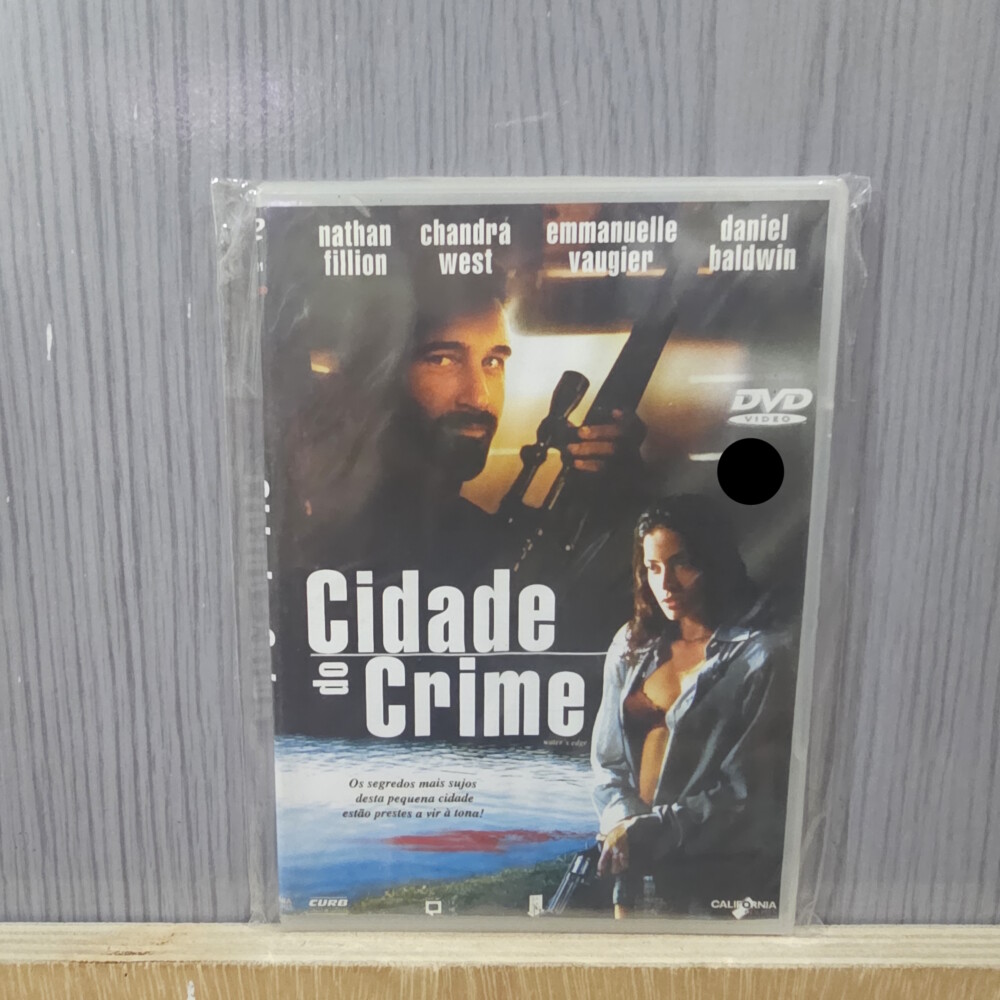 nathan fillion
chandra west
emmanuelle vaugier
daniel baldwin
DVD
VIDEO
Cidade
do Crime
water's edge
Os segredos mais sujos
desta pequena cidade
estão prestes a vir à tona!
CURB
CALIFORNIA